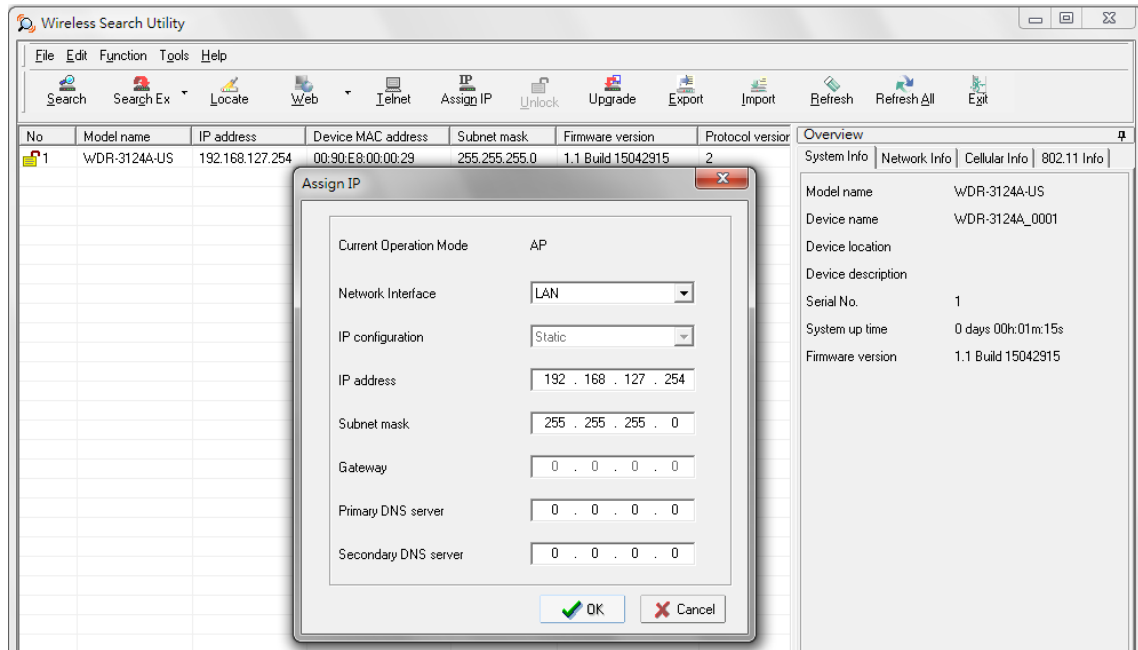 Wireless Search Utility
File Edit Function Tools Help
Search Search Ex Locate Web Telnet Assign IP Unlock Upgrade Export Import Refresh Refresh All Exit
No Model name IP address Device MAC address Subnet mask Firmware version Protocol version
1 WDR-3124A-US 192.168.127.254 00:90:E8:00:00:29 255.255.255.0 1.1 Build 15042915 2
Assign IP
Current Operation Mode AP
Network Interface LAN
IP configuration Static
IP address 192 . 168 . 127 . 254
Subnet mask 255 . 255 . 255 . 0
Gateway 0 . 0 . 0 . 0
Primary DNS server 0 . 0 . 0 . 0
Secondary DNS server 0 . 0 . 0 . 0
OK Cancel
Overview
System Info Network Info Cellular Info 802.11 Info
Model name WDR-3124A-US
Device name WDR-3124A_0001
Device location
Device description
Serial No. 1
System up time 0 days 00h:01m:15s
Firmware version 1.1 Build 15042915